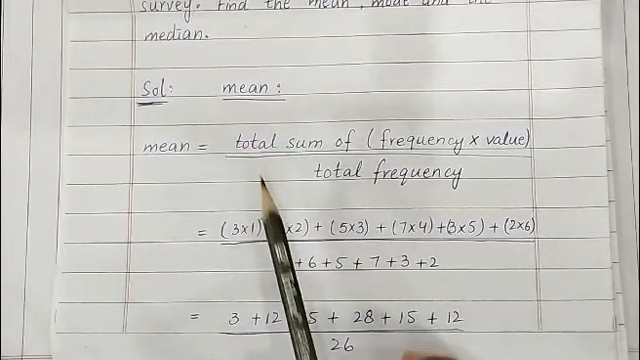 survey. Find the mean, mode and the
median.
Sol: mean:
mean = total sum of (frequency x value)
total frequency
= (3x1) x2) + (5x3) + (7x4)+(3x5) + (2x6)
+6+5+7+3+2
= 3 +12 5 + 28+15 + 12
26